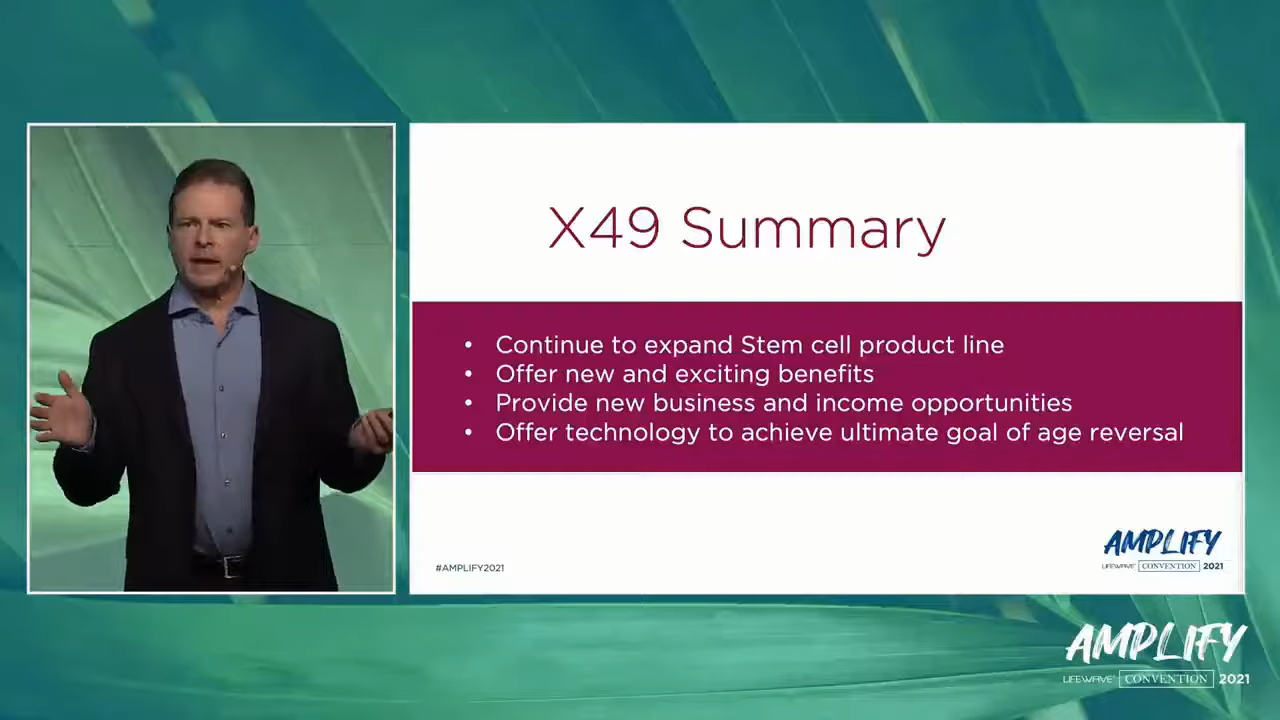 X49 Summary
• Continue to expand Stem cell product line
• Offer new and exciting benefits
• Provide new business and income opportunities
• Offer technology to achieve ultimate goal of age reversal
#AMPLIFY2021
AMPLIFY
LIFEWAVE CONVENTION 2021
AMPLIFY
LIFEWAVE CONVENTION 2021